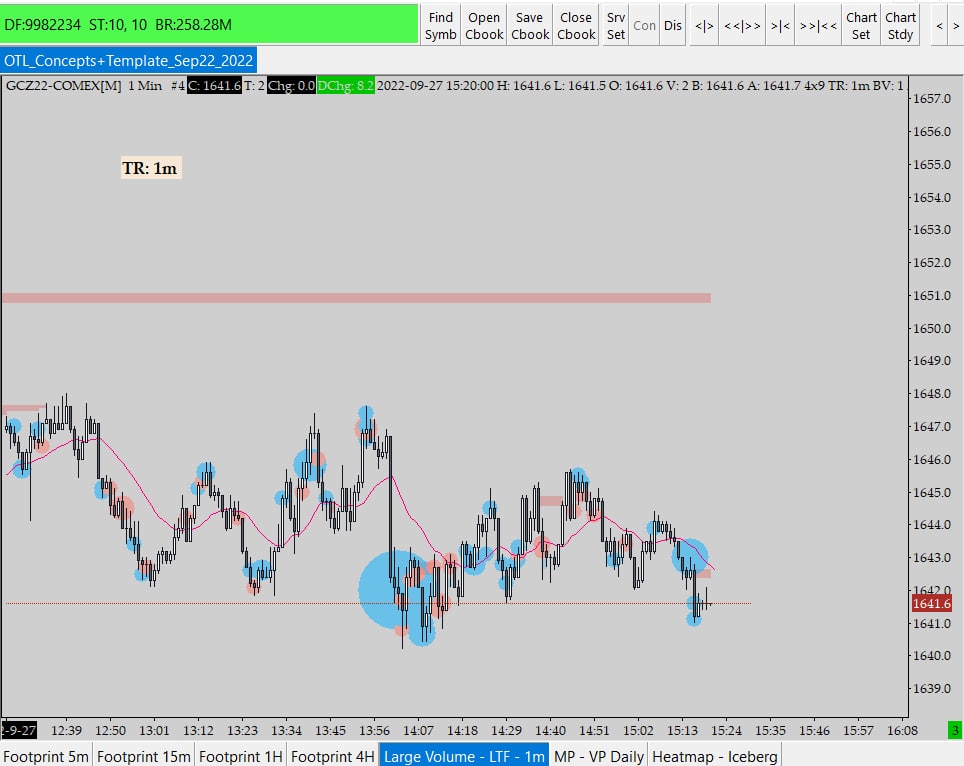 DF:9982234 ST:10, 10 BR:258.28M
Find Symb
Open Cbook
Save Cbook
Close Cbook
Srv Set
Con
Dis
<|>
<<|>>
>|<
>>|<<
Chart Set
Chart Stdy
<
>
OTL_Concepts+Template_Sep22_2022
GCZ22-COMEX[M] 1 Min #4 C: 1641.6 T: 2 Chg: 0.0 DChg: 8.2 2022-09-27 15:20:00 H: 1641.6 L: 1641.5 O: 1641.6 V: 2 B: 1641.6 A: 1641.7 4x9 TR: 1m BV: 1
1657.0
1656.0
TR: 1m
1655.0
1654.0
1653.0
1652.0
1651.0
1650.0
1649.0
1648.0
1647.0
1646.0
1645.0
1644.0
1643.0
1642.0
1641.6
1641.0
1640.0
1639.0
-9-27 12:39 12:50 13:01 13:12 13:23 13:34 13:45 13:56 14:07 14:18 14:29 14:40 14:51 15:02 15:13 15:24 15:35 15:46 15:57 16:08 3
Footprint 5m Footprint 15m Footprint 1H Footprint 4H Large Volume - LTF - 1m MP - VP Daily Heatmap - Iceberg